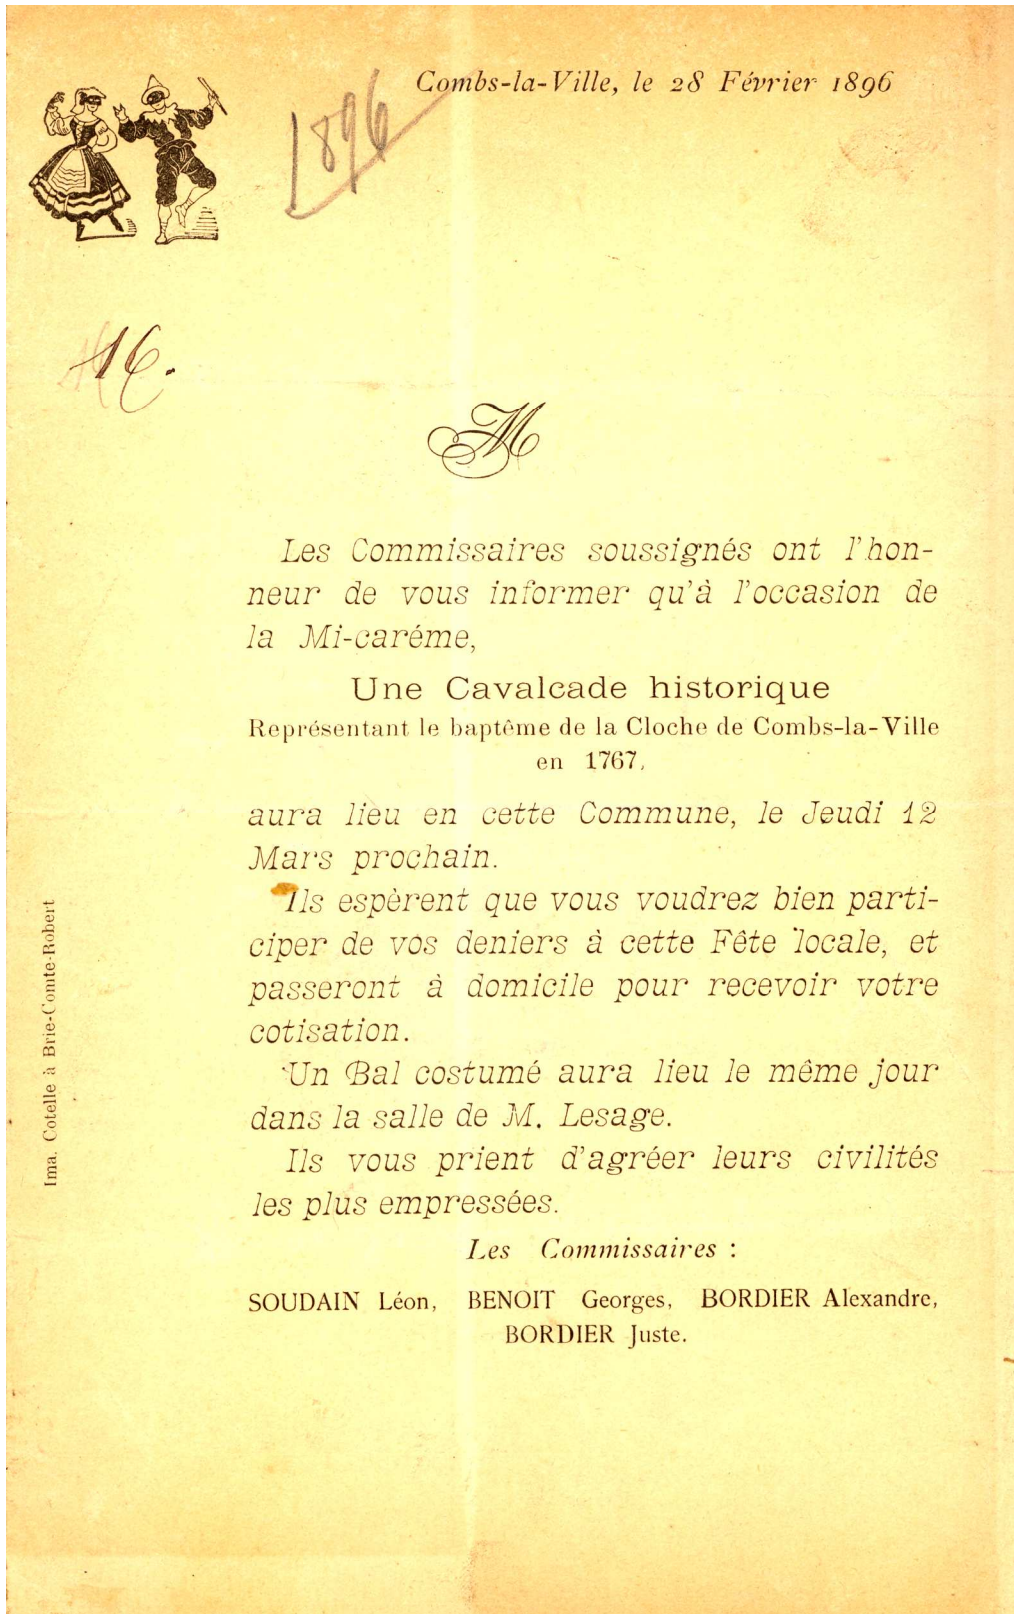 Combs-la-Ville, le 28 Février 1896
1896
16.
M
Les Commissaires soussignés ont l'hon-
neur de vous informer qu'à l'occasion de
la Mi-caréme,
Une Cavalcade historique
Représentant le baptême de la Cloche de Combs-la-Ville
en 1767,
aura lieu en cette Commune, le Jeudi 12
Mars prochain.
Ils espèrent que vous voudrez bien parti-
ciper de vos deniers à cette Fête locale, et
passeront à domicile pour recevoir votre
cotisation.
Un Bal costumé aura lieu le même jour
dans la salle de M. Lesage.
Ils vous prient d'agréer leurs civilités
les plus empressées.
Les Commissaires :
SOUDAIN Léon, BENOIT Georges, BORDIER Alexandre,
BORDIER Juste.
Ima. Cotelle à Brie-Comte-Robert